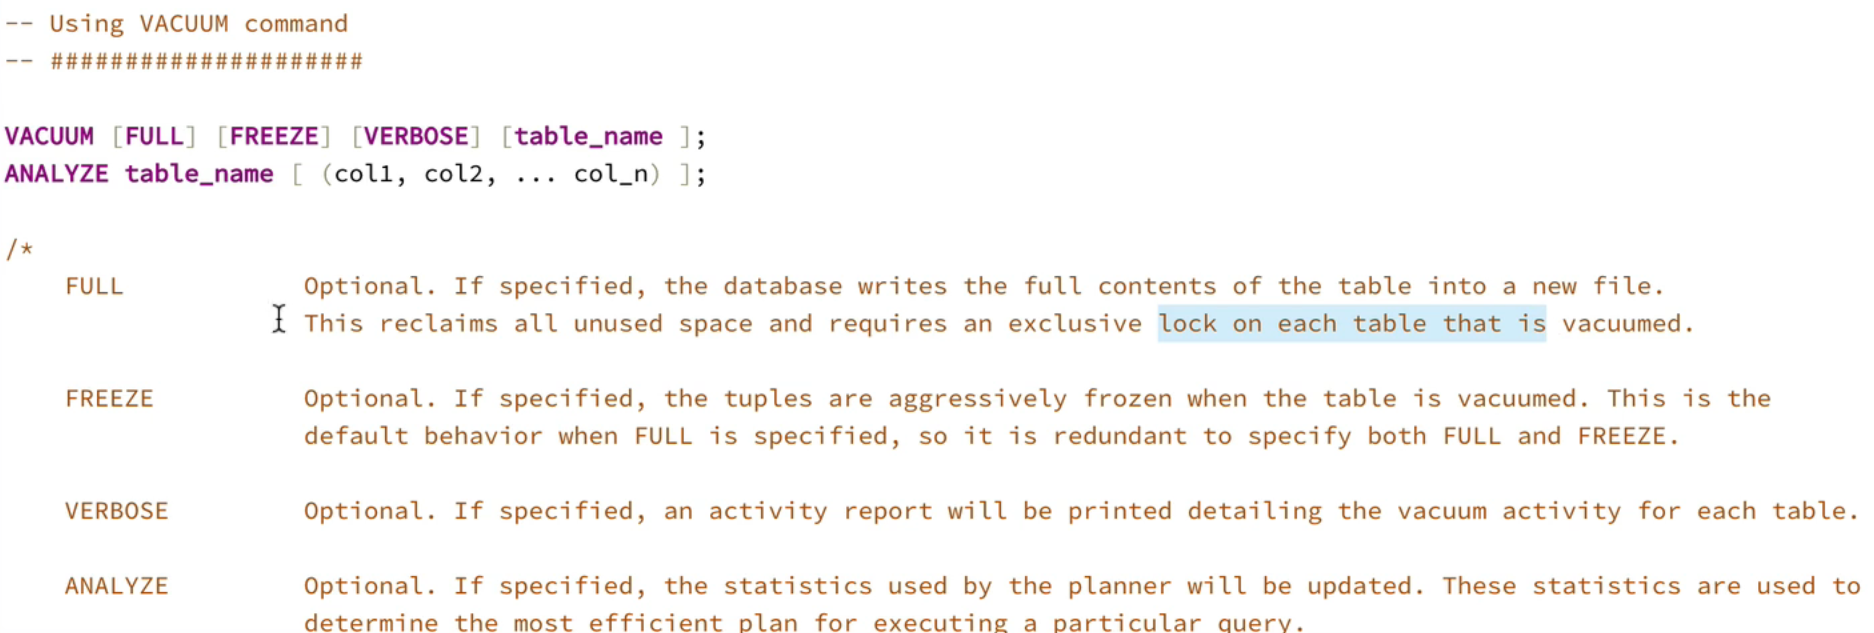 -- Using VACUUM command
-- #####################
VACUUM [FULL] [FREEZE] [VERBOSE] [table_name ];
ANALYZE table_name [ (col1, col2, ... col_n) ];
/*
FULL Optional. If specified, the database writes the full contents of the table into a new file.
This reclaims all unused space and requires an exclusive lock on each table that is vacuumed.
FREEZE Optional. If specified, the tuples are aggressively frozen when the table is vacuumed. This is the
default behavior when FULL is specified, so it is redundant to specify both FULL and FREEZE.
VERBOSE Optional. If specified, an activity report will be printed detailing the vacuum activity for each table.
ANALYZE Optional. If specified, the statistics used by the planner will be updated. These statistics are used to
determine the most efficient plan for executing a particular query.